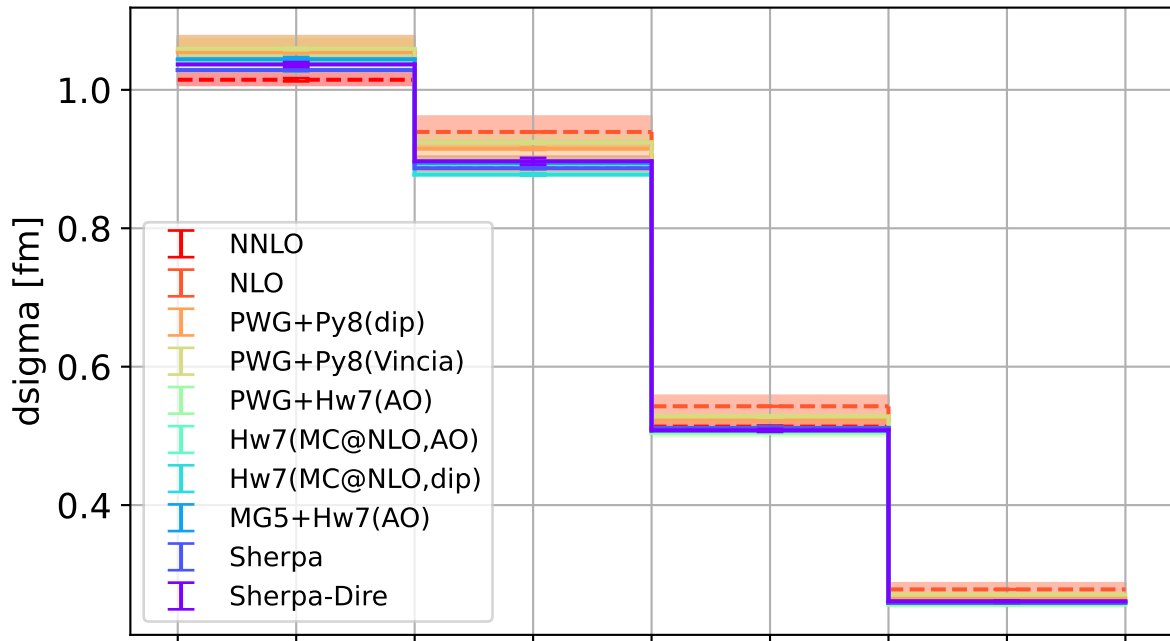 1.0
0.8
0.6
0.4
dsigma [fm]
NNLO
NLO
PWG+Py8(dip)
PWG+Py8(Vincia)
PWG+Hw7(AO)
Hw7(MC@NLO,AO)
Hw7(MC@NLO,dip)
MG5+Hw7(AO)
Sherpa
Sherpa-Dire